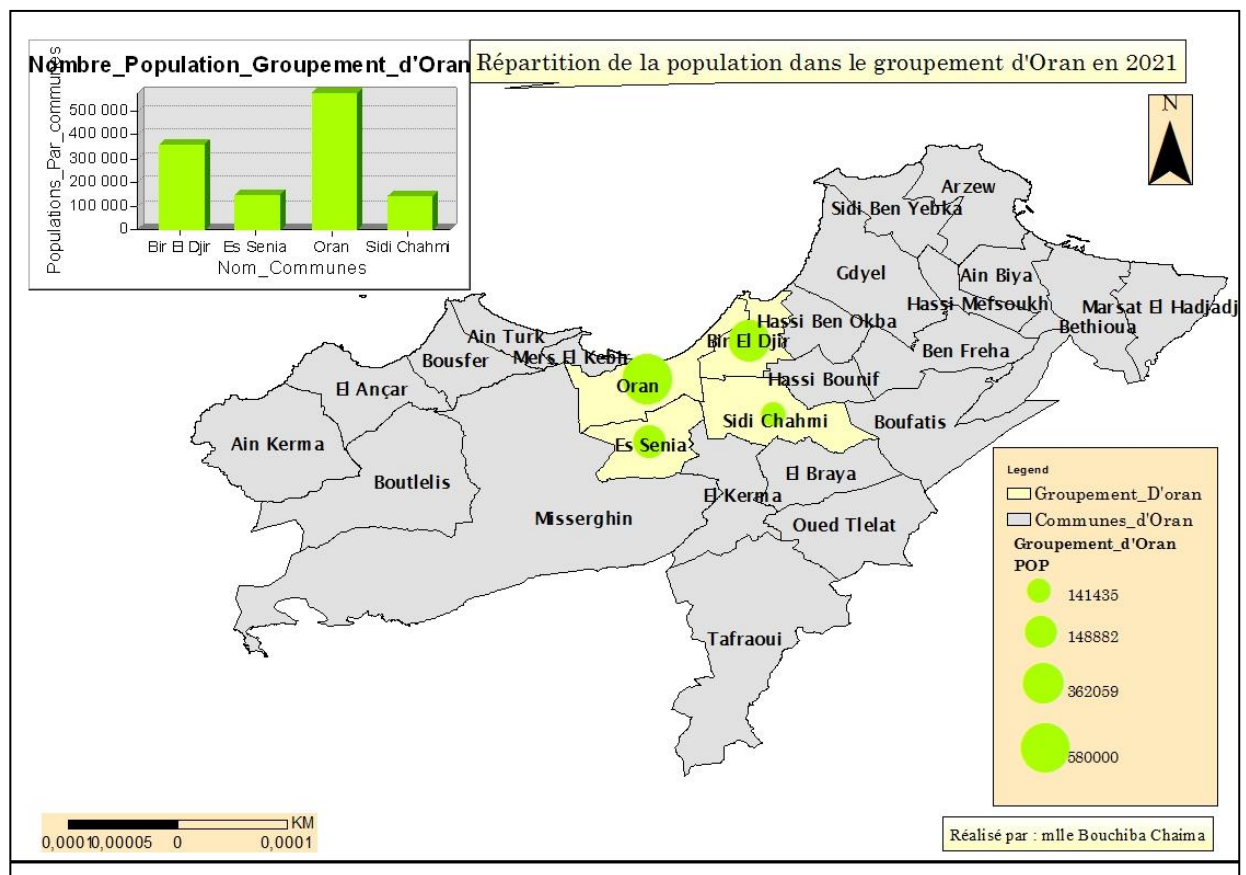 Nombre_Population_Groupement_d'Oran
Répartition de la population dans le groupement d'Oran en 2021
Populations_Par_communes
500 000
400 000
300 000
200 000
100 000
0
Bir El Djir Es Senia Oran Sidi Chahmi
Nom_Communes
N
Arzew
Sidi Ben Yebka
Gdyel
Ain Biya
Hassi Mefsoukh
Marsat El Hadjadj
Bethioua
Hassi Ben Okba
Ain Turk
Bir El Djir
Ben Freha
Bousfer
Mers El Kebir
Hassi Bounif
El Ançar
Oran
Sidi Chahmi
Boufatis
Ain Kerma
Es Senia
Boutlelis
El Braya
El Kerma
Misserghin
Oued Tlelat
Tafraoui
Legend
Groupement_D'oran
Communes_d'Oran
Groupement_d'Oran
POP
141435
148882
362059
580000
KM
0,0001 0,00005 0 0,0001
Réalisé par : mlle Bouchiba Chaima